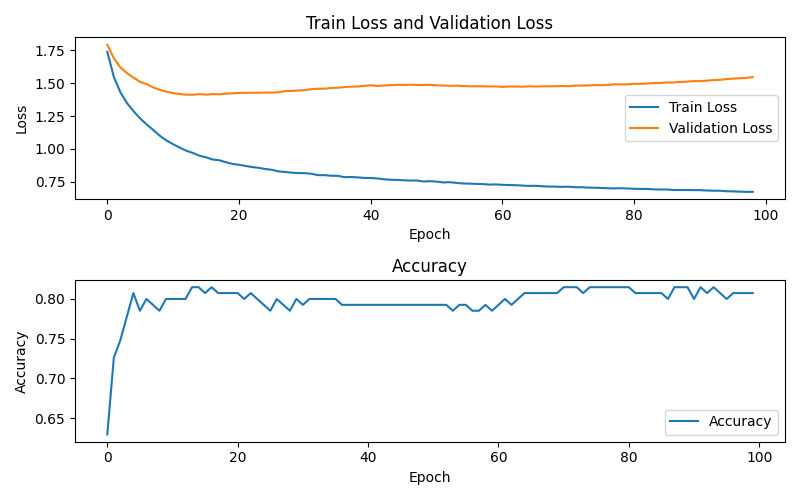 Train Loss and Validation Loss
1.75
1.50
1.25
1.00
0.75
Loss
Train Loss
Validation Loss
0 20 40 60 80 100
Epoch
Accuracy
0.80
0.75
0.70
0.65
Accuracy
Accuracy
0 20 40 60 80 100
Epoch